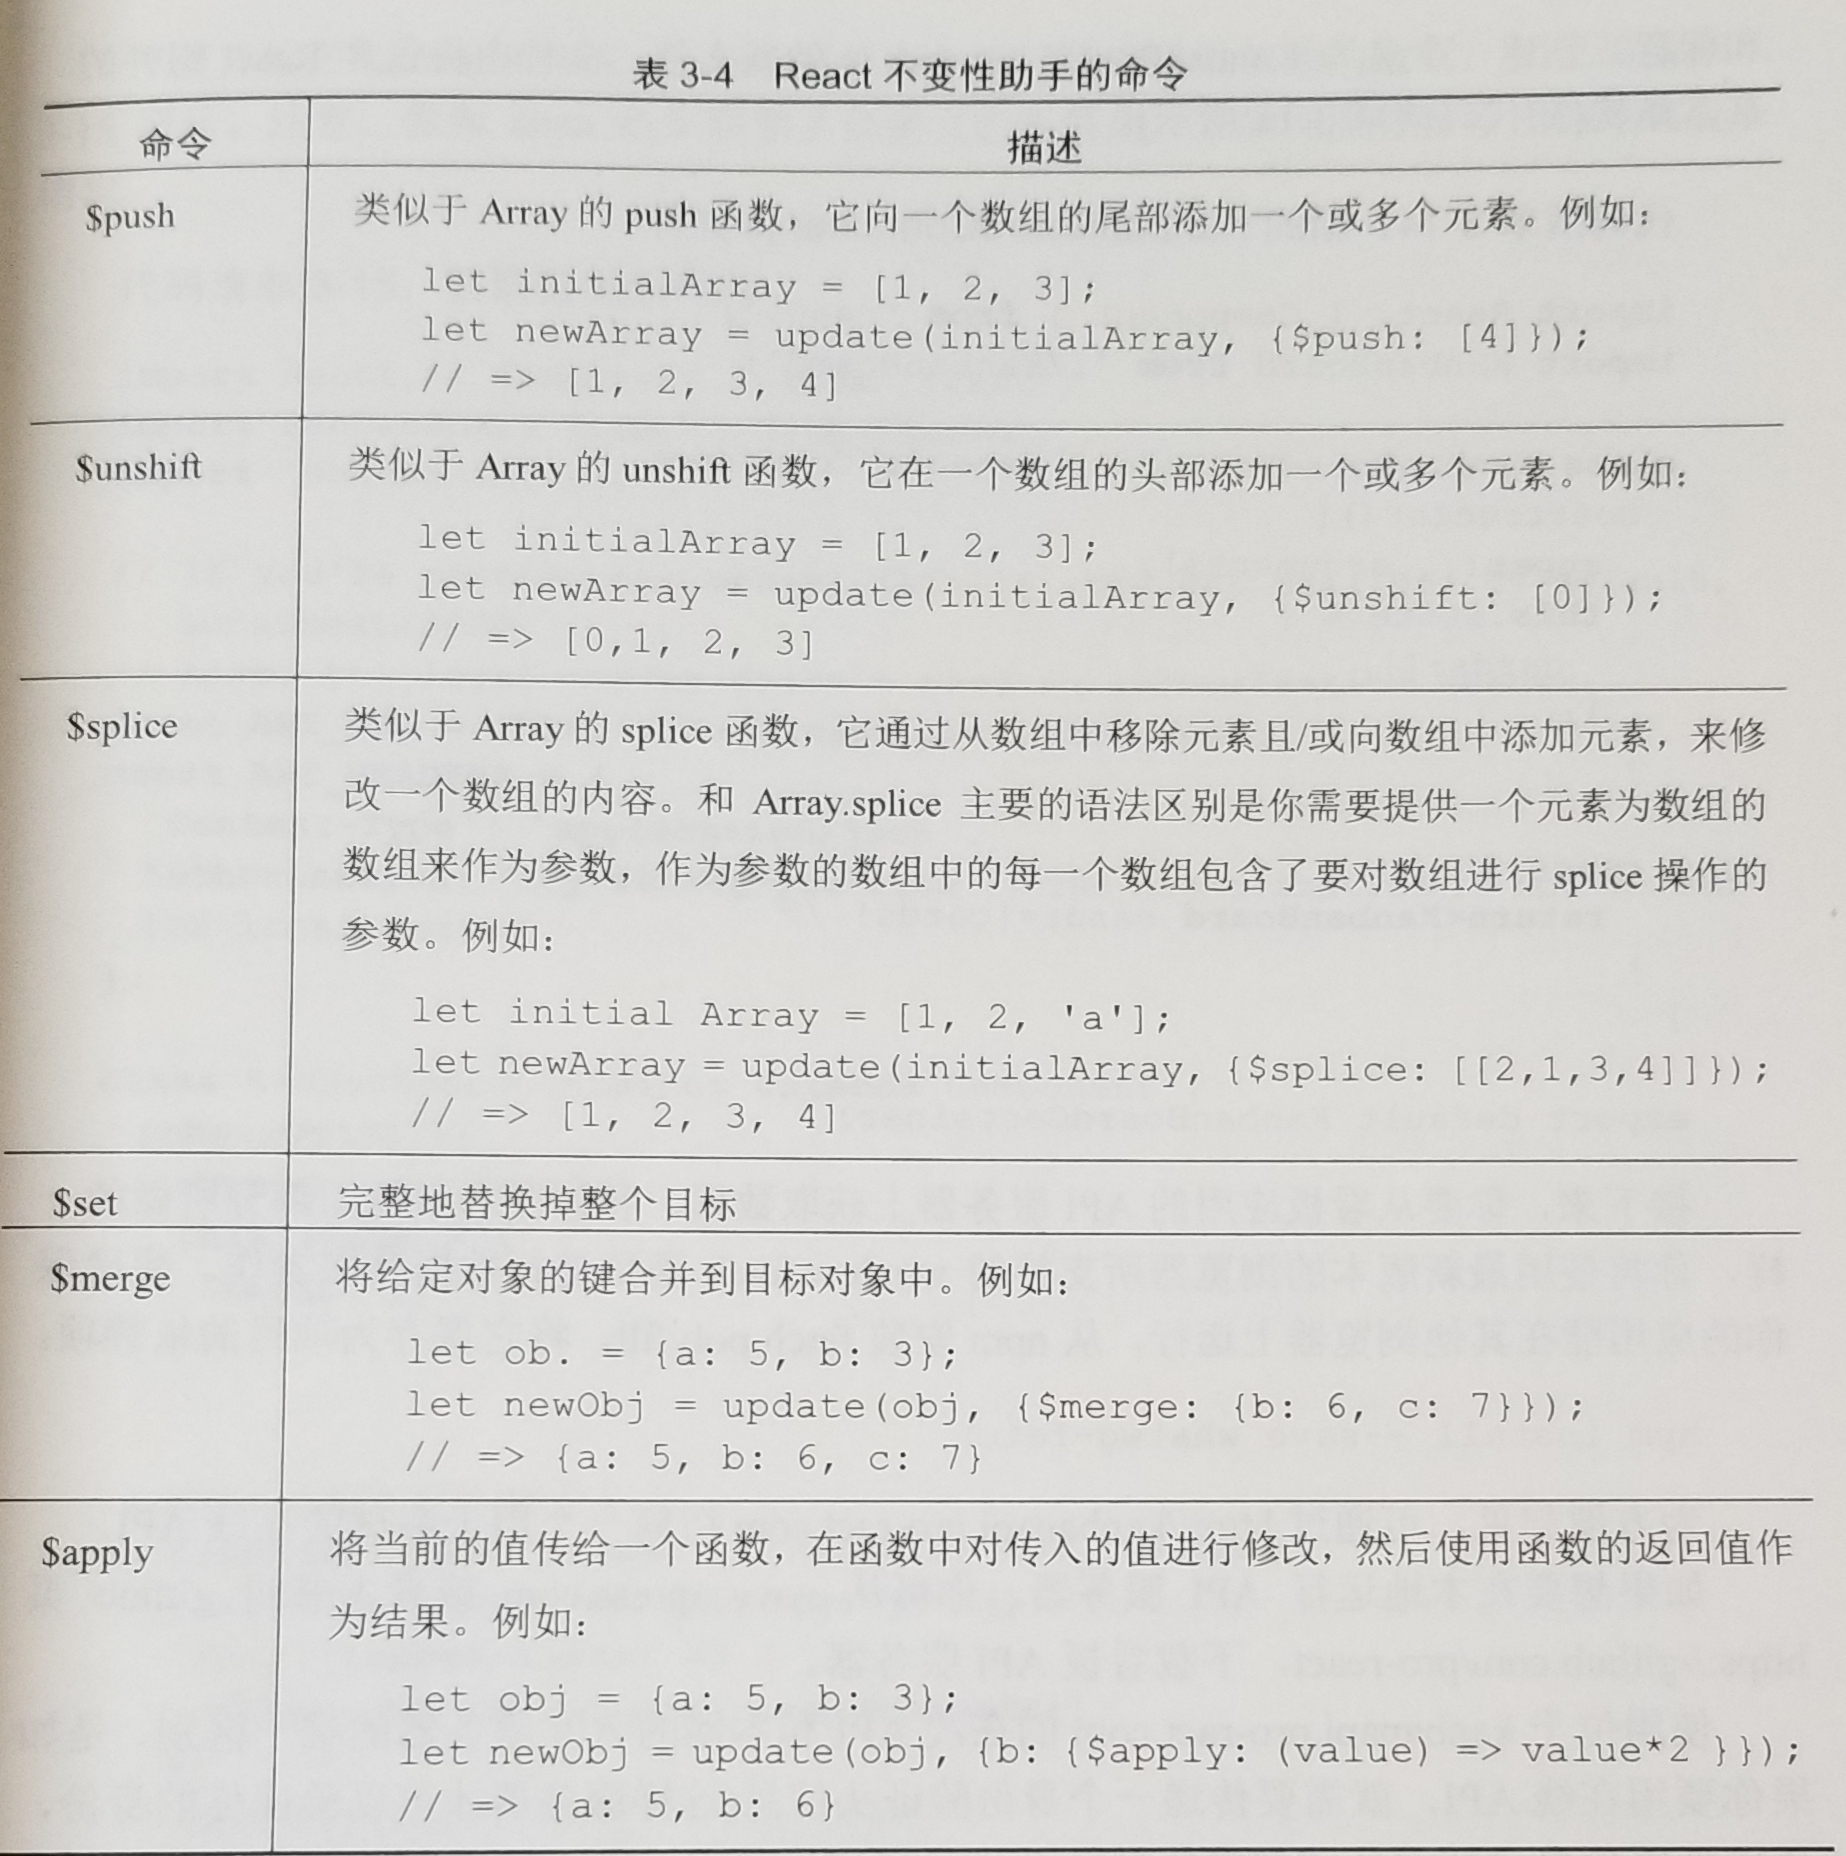 表 3-4 React 不变性助手的命令
命令 描述
$push 类似于 Array 的 push 函数，它向一个数组的尾部添加一个或多个元素。例如：
let initialArray = [1, 2, 3];
let newArray = update(initialArray, {$push: [4]});
// => [1, 2, 3, 4]
$unshift 类似于 Array 的 unshift 函数，它在一个数组的头部添加一个或多个元素。例如：
let initialArray = [1, 2, 3];
let newArray = update(initialArray, {$unshift: [0]});
// => [0,1, 2, 3]
$splice 类似于 Array 的 splice 函数，它通过从数组中移除元素且/或向数组中添加元素，来修
改一个数组的内容。和 Array.splice 主要的语法区别是你需要提供一个元素为数组的
数组来作为参数，作为参数的数组中的每一个数组包含了要对数组进行 splice 操作的
参数。例如：
let initial Array = [1, 2, 'a'];
let newArray = update(initialArray, {$splice: [[2,1,3,4]]});
// => [1, 2, 3, 4]
$set 完整地替换掉整个目标
$merge 将给定对象的键合并到目标对象中。例如：
let ob. = {a: 5, b: 3};
let newObj = update(obj, {$merge: {b: 6, c: 7}});
// => {a: 5, b: 6, c: 7}
$apply 将当前的值传给一个函数，在函数中对传入的值进行修改，然后使用函数的返回值作
为结果。例如：
let obj = {a: 5, b: 3};
let newObj = update(obj, {b: {$apply: (value) => value*2 }});
// => {a: 5, b: 6}